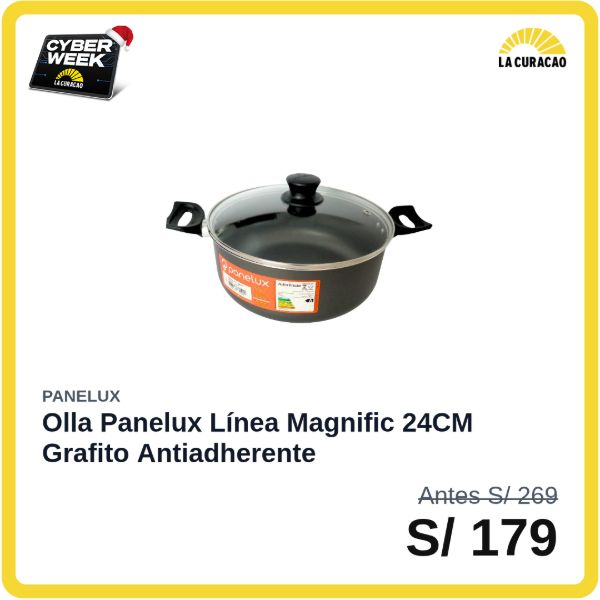 CYBER
WEEK
LA CURACAO
LA CURACAO
panelux
PANELUX
Olla Panelux Línea Magnific 24CM
Grafito Antiadherente
Antes S/ 269
S/ 179